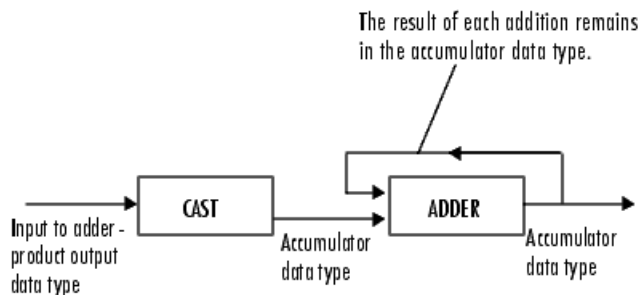 The result of each addition remains
in the accumulator data type.
CAST
ADDER
Input to adder -
product output
data type
Accumulator
data type
Accumulator
data type